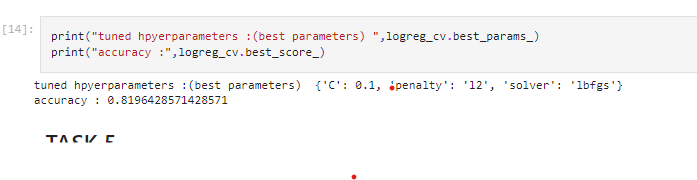 [14]:
print("tuned hpyerparameters :(best parameters) ",logreg_cv.best_params_)
print("accuracy :",logreg_cv.best_score_)
tuned hpyerparameters :(best parameters)  {'C': 0.1, 'penalty': 'l2', 'solver': 'lbfgs'}
accuracy : 0.8196428571428571
TASK 5